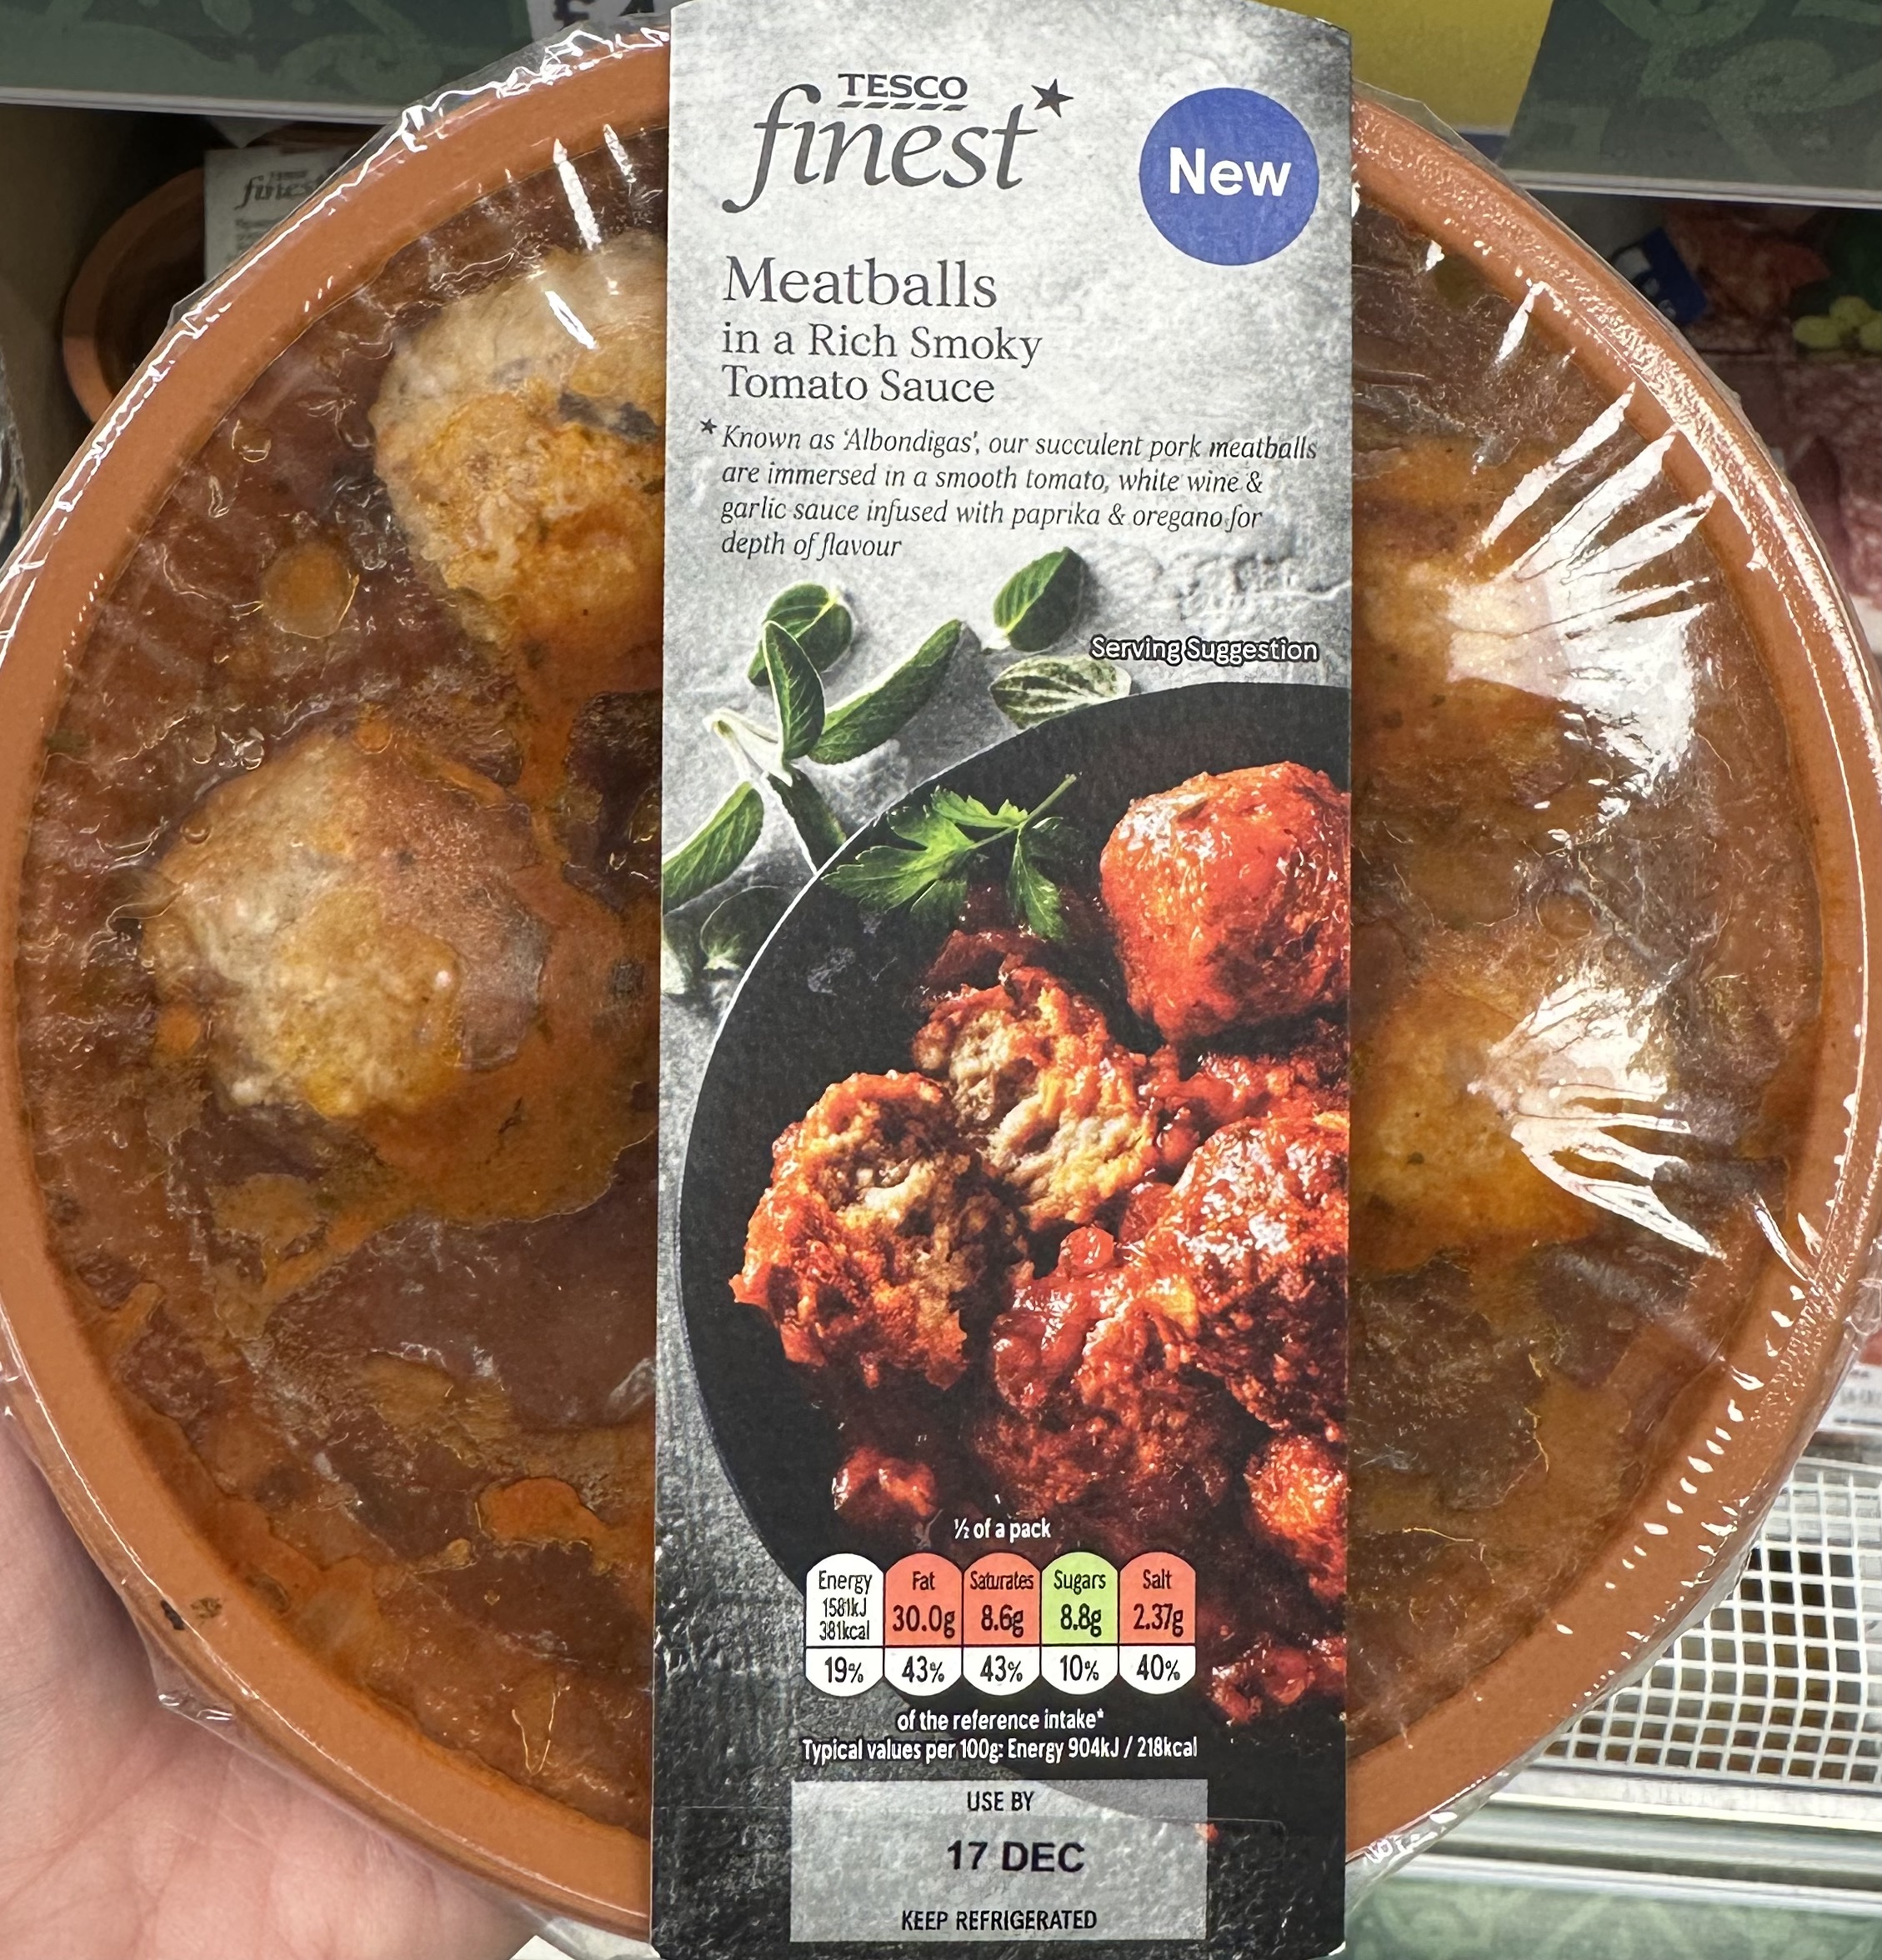 TESCO
finest*
New
Meatballs
in a Rich Smoky
Tomato Sauce
*Known as 'Albondigas', our succulent pork meatballs
are immersed in a smooth tomato, white wine &
garlic sauce infused with paprika & oregano for
depth of flavour
Serving Suggestion
½ of a pack
Energy Fat Saturates Sugars Salt
1581kJ 30.0g 8.6g 8.8g 2.37g
381kcal
19% 43% 43% 10% 40%
of the reference intake*
Typical values per 100g: Energy 904kJ / 218kcal
USE BY
17 DEC
KEEP REFRIGERATED
finest